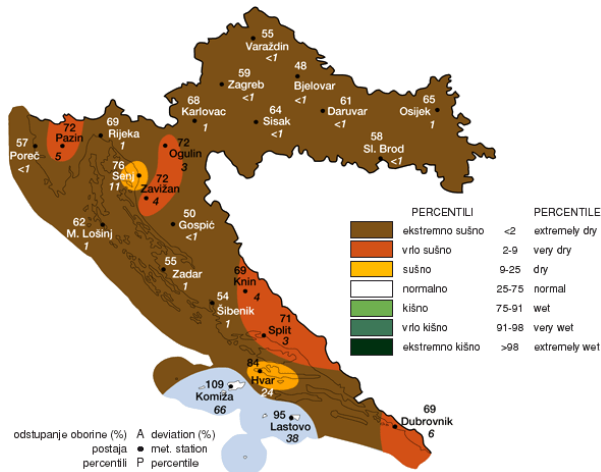 55
Varaždin
<1
59
Zagreb
<1
48
Bjelovar
<1
68
Karlovac
1
64
Sisak
<1
61
Daruvar
<1
65
Osijek
1
58
Sl. Brod
<1
57
Poreč
<1
72
Pazin
5
69
Rijeka
1
72
Ogulin
3
76
Senj
11
72
Zavižan
4
62
M. Lošinj
1
50
Gospić
<1
55
Zadar
1
54
Šibenik
1
69
Knin
4
71
Split
3
84
Hvar
24
109
Komiža
66
95
Lastovo
38
69
Dubrovnik
6
PERCENTILI PERCENTILE
ekstremno sušno <2 extremely dry
vrlo sušno 2-9 very dry
sušno 9-25 dry
normalno 25-75 normal
kišno 75-91 wet
vrlo kišno 91-98 very wet
ekstremno kišno >98 extremely wet
odstupanje oborine (%) A deviation (%)
postaja met. station
percentili P percentile